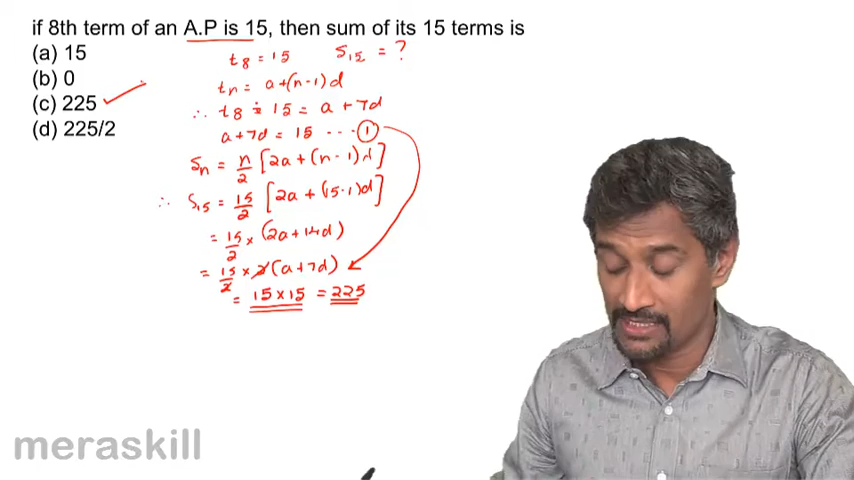 if 8th term of an A.P is 15, then sum of its 15 terms is
(a) 15
(b) 0
(c) 225
(d) 225/2
t8 = 15 S15 = ?
tn = a+(n-1)d
∴ t8 = 15 = a + 7d
a+7d = 15 --- ①
Sn = n/2 [2a + (n-1)d]
∴ S15 = 15/2 [2a + (15-1)d]
= 15/2 × (2a+14d)
= 15/2 × 2(a+7d)
= 15×15 = 225
meraskill